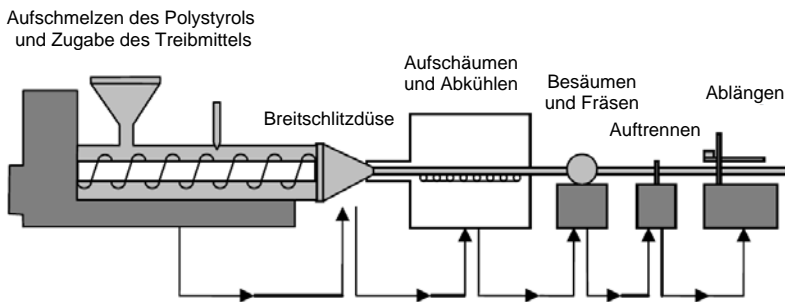 Aufschmelzen des Polystyrols
und Zugabe des Treibmittels
Breitschlitzdüse
Aufschäumen
und Abkühlen
Besäumen
und Fräsen
Auftrennen
Ablängen